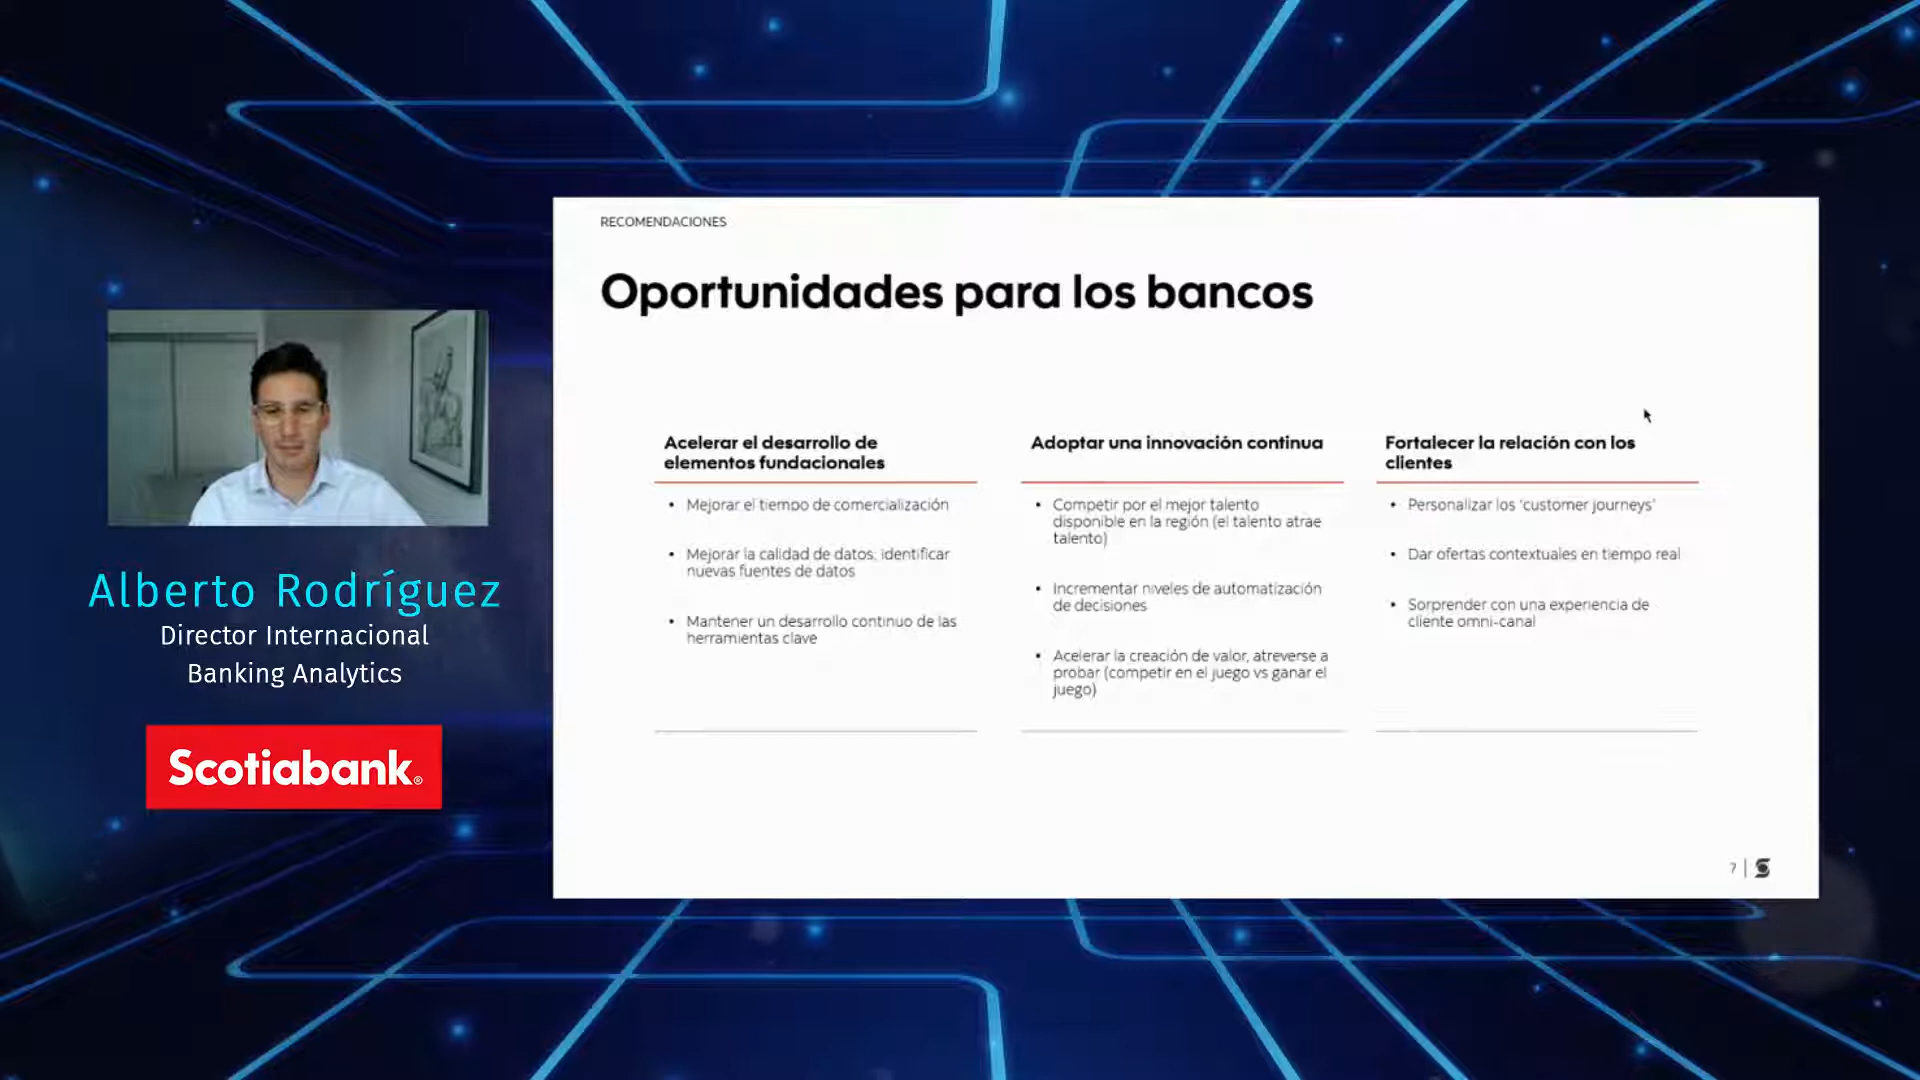 RECOMENDACIONES
Oportunidades para los bancos
Acelerar el desarrollo de
elementos fundacionales
• Mejorar el tiempo de comercialización
• Mejorar la calidad de datos; identificar
nuevas fuentes de datos
• Mantener un desarrollo continuo de las
herramientas clave
Adoptar una innovación continua
• Competir por el mejor talento
disponible en la región (el talento atrae
talento)
• Incrementar niveles de automatización
de decisiones
• Acelerar la creación de valor, atreverse a
probar (competir en el juego vs ganar el
juego)
Fortalecer la relación con los
clientes
• Personalizar los 'customer journeys'
• Dar ofertas contextuales en tiempo real
• Sorprender con una experiencia de
cliente omni-canal
7
Alberto Rodríguez
Director Internacional
Banking Analytics
Scotiabank®